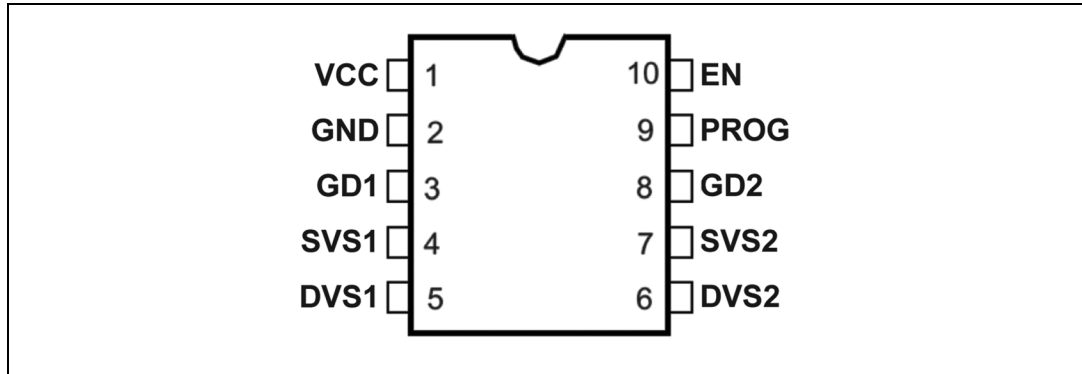 VCC 1 10 EN
GND 2 9 PROG
GD1 3 8 GD2
SVS1 4 7 SVS2
DVS1 5 6 DVS2